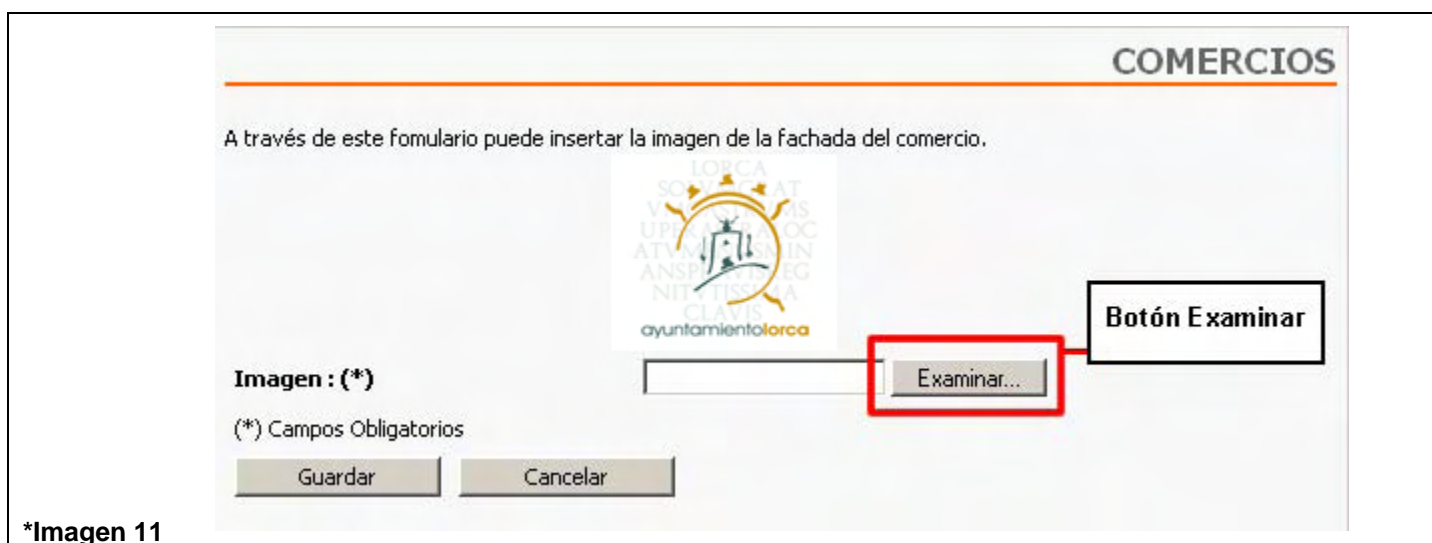 COMERCIOS
A través de este fomulario puede insertar la imagen de la fachada del comercio.
LORCA
ayuntamientolorca
Botón Examinar
Imagen : (*)
Examinar...
(*) Campos Obligatorios
Guardar
Cancelar
*Imagen 11